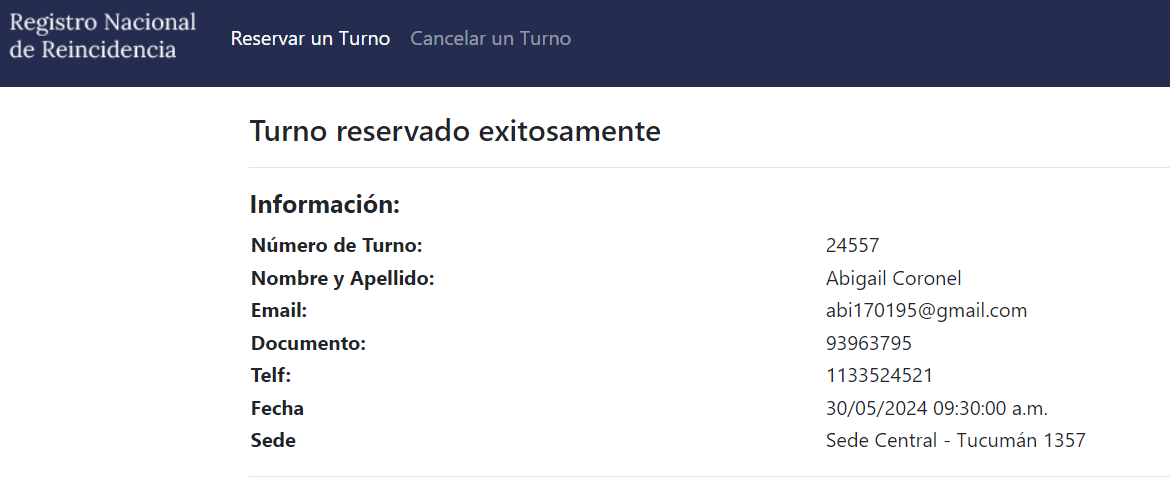 Registro Nacional
de Reincidencia
Reservar un Turno Cancelar un Turno
Turno reservado exitosamente
Información:
Número de Turno: 24557
Nombre y Apellido: Abigail Coronel
Email: abi170195@gmail.com
Documento: 93963795
Telf: 1133524521
Fecha 30/05/2024 09:30:00 a.m.
Sede Sede Central - Tucumán 1357